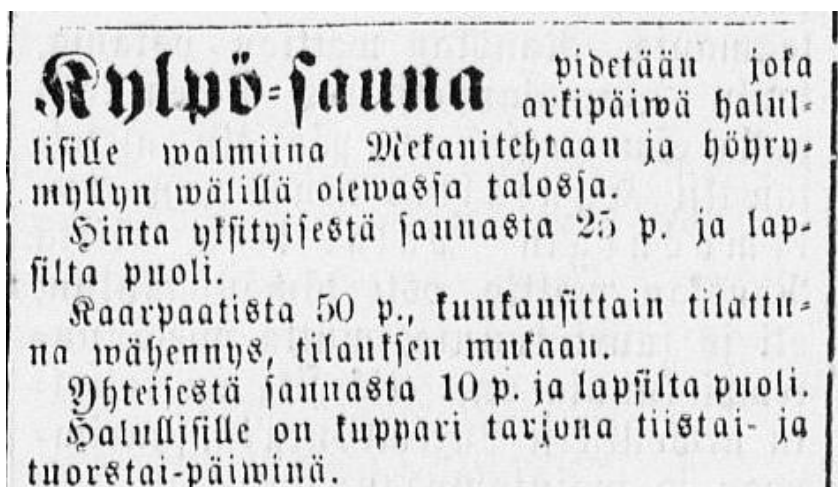 Kylpö-sauna pidetään joka
arkipäiwä halul-
lisille walmiina Mekanitehtaan ja höyry-
myllyn wälillä olewassa talossa.
Hinta yksityisestä saunasta 25 p. ja lap-
silta puoli.
Kaarpaatista 50 p., kuukausittain tilattu-
na wähennys, tilauksen mukaan.
Yhteisestä saunasta 10 p. ja lapsilta puoli.
Halullisille on kuppari tarjona tiistai- ja
tuorstai-päiwinä.